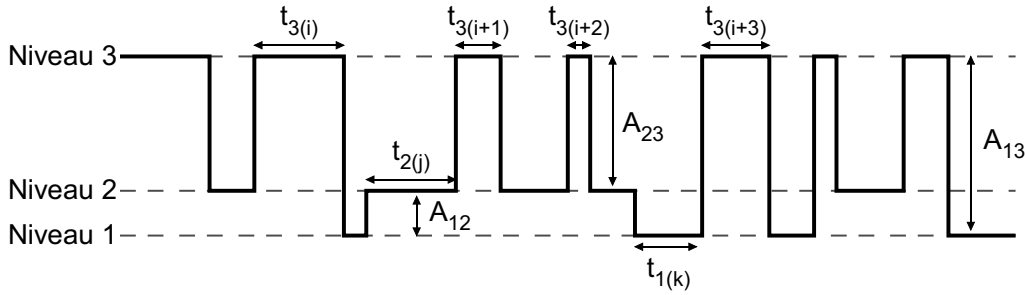 t3(i) t3(i+1) t3(i+2) t3(i+3)
Niveau 3
A23
A13
t2(j)
Niveau 2
A12
Niveau 1
t1(k)